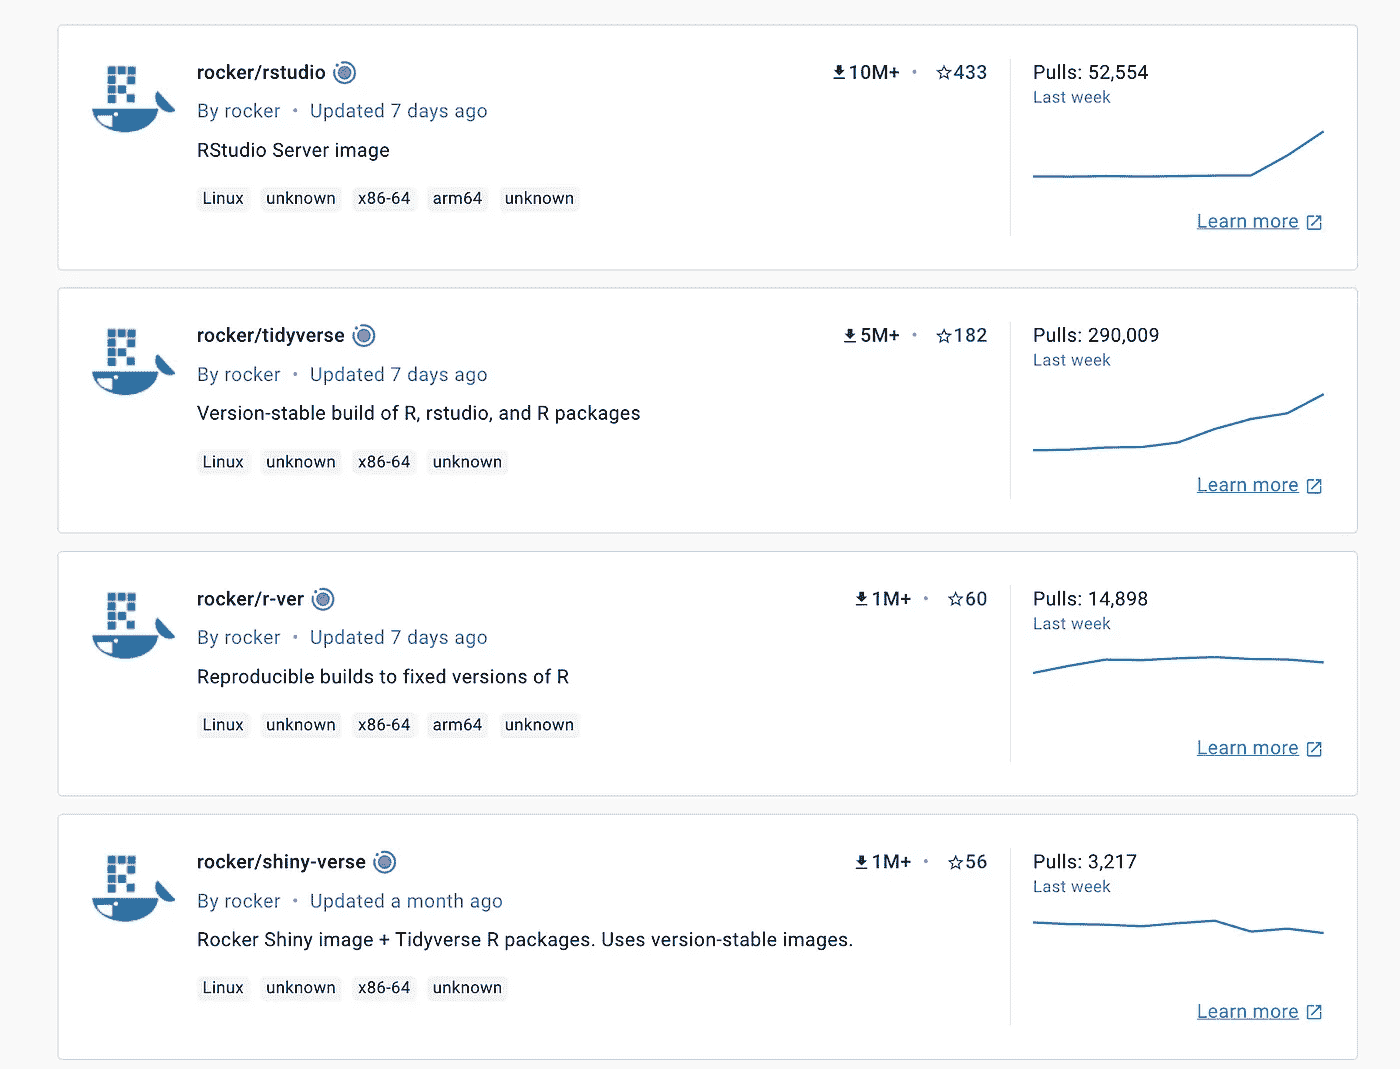 rocker/rstudio
10M+ • ☆433
By rocker • Updated 7 days ago
RStudio Server image
Linux unknown x86-64 arm64 unknown
Pulls: 52,554
Last week
Learn more
rocker/tidyverse
5M+ • ☆182
By rocker • Updated 7 days ago
Version-stable build of R, rstudio, and R packages
Linux unknown x86-64 unknown
Pulls: 290,009
Last week
Learn more
rocker/r-ver
1M+ • ☆60
By rocker • Updated 7 days ago
Reproducible builds to fixed versions of R
Linux unknown x86-64 arm64 unknown
Pulls: 14,898
Last week
Learn more
rocker/shiny-verse
1M+ • ☆56
By rocker • Updated a month ago
Rocker Shiny image + Tidyverse R packages. Uses version-stable images.
Linux unknown x86-64 unknown
Pulls: 3,217
Last week
Learn more